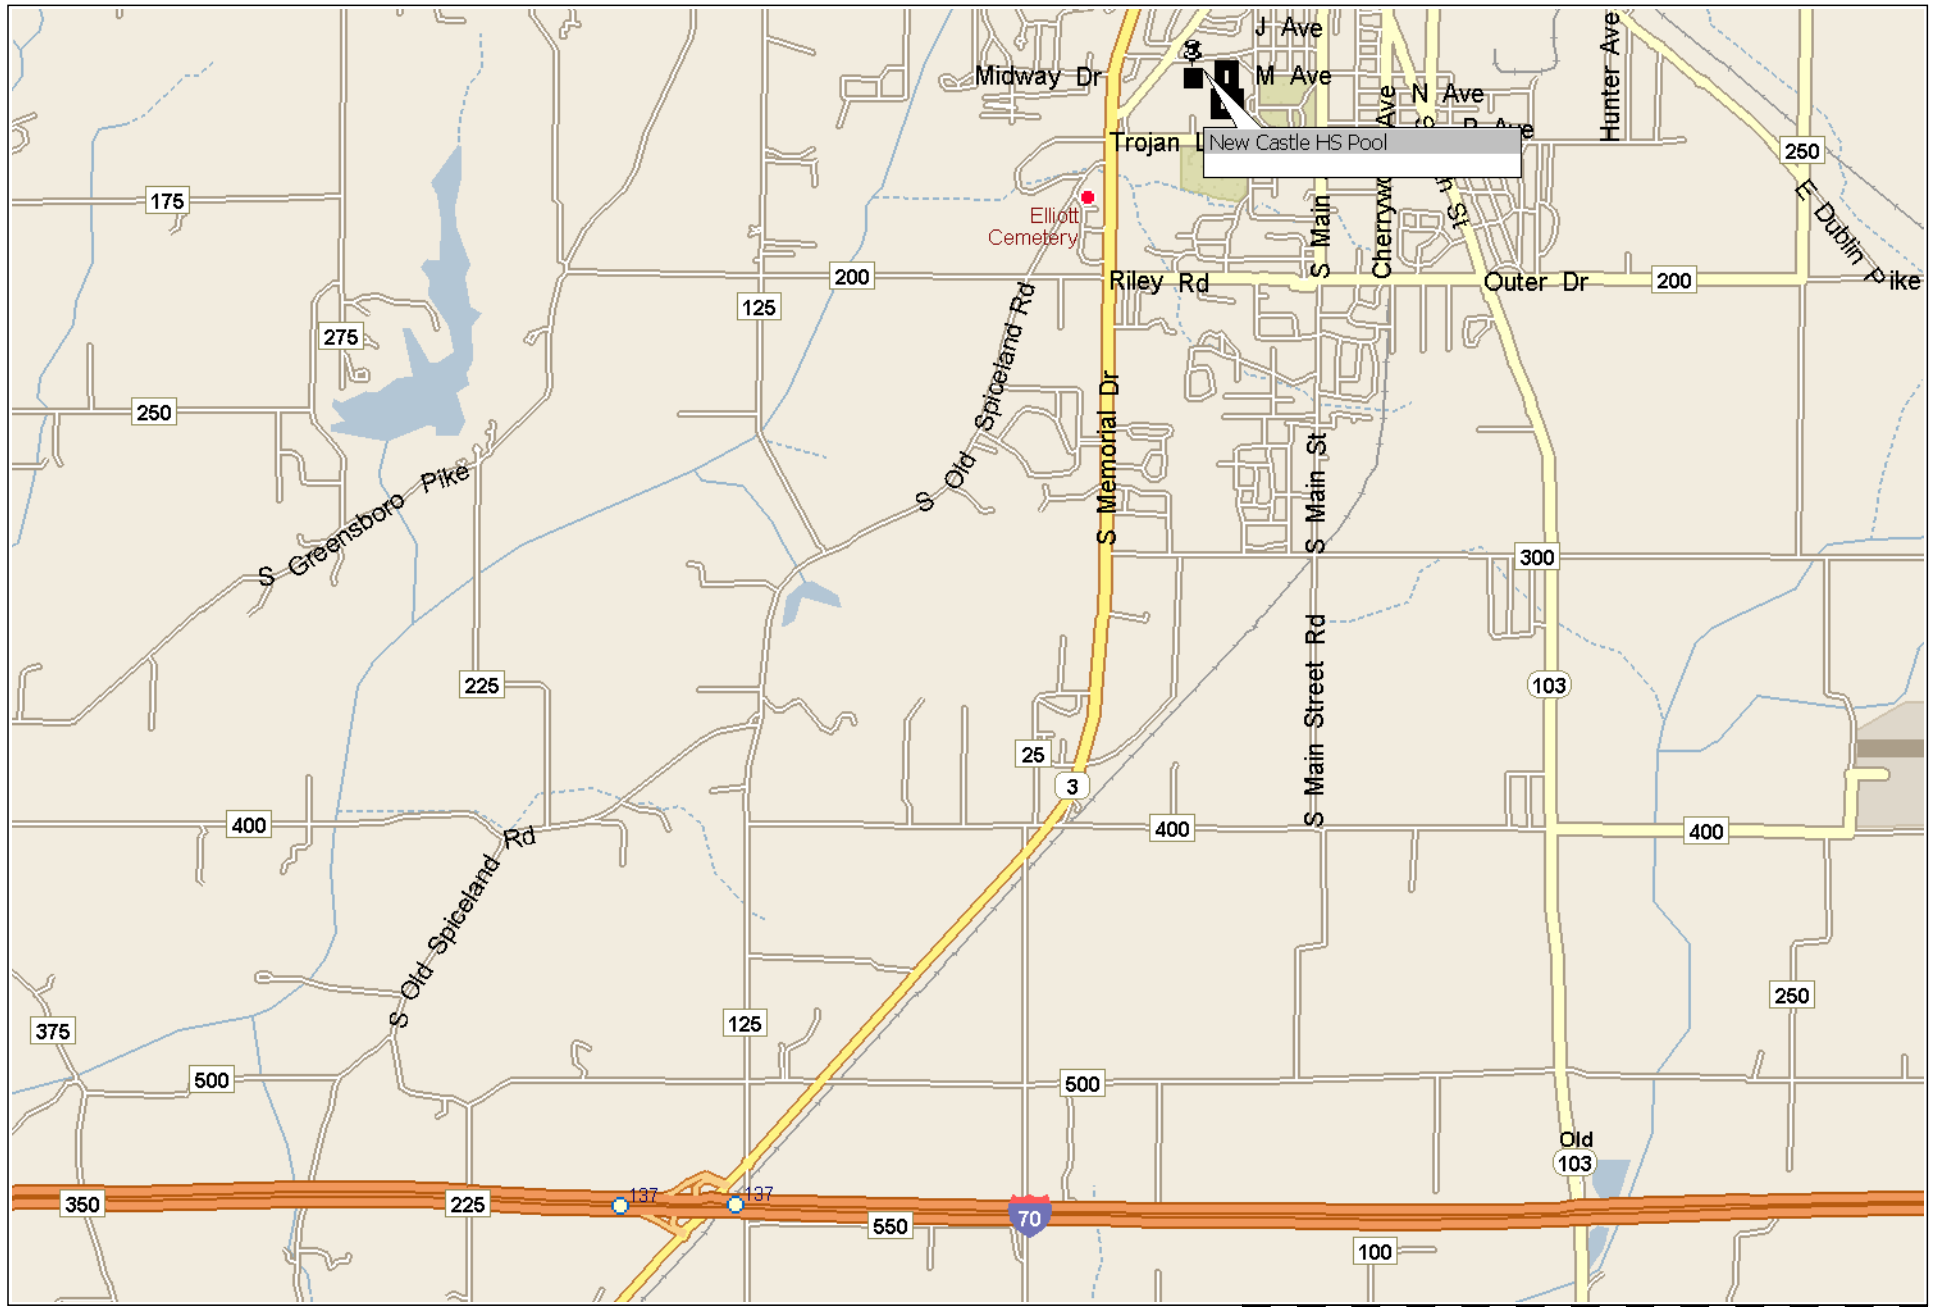 J Ave
Hunter Ave
3
Midway Dr
M Ave
N Ave
Trojan L
New Castle HS Pool
250
175
Elliott
Cemetery
S Main
St
E Dublin Pike
200
125
Riley Rd
Outer Dr
200
275
S Old Spiceland Rd
250
S Memorial Dr
S Main St
S Greensboro Pike
300
S Main Street Rd
225
103
25
3
400
400
400
S Old Spiceland Rd
250
375
125
500
500
Old
103
350
225
137
137
550
70
100